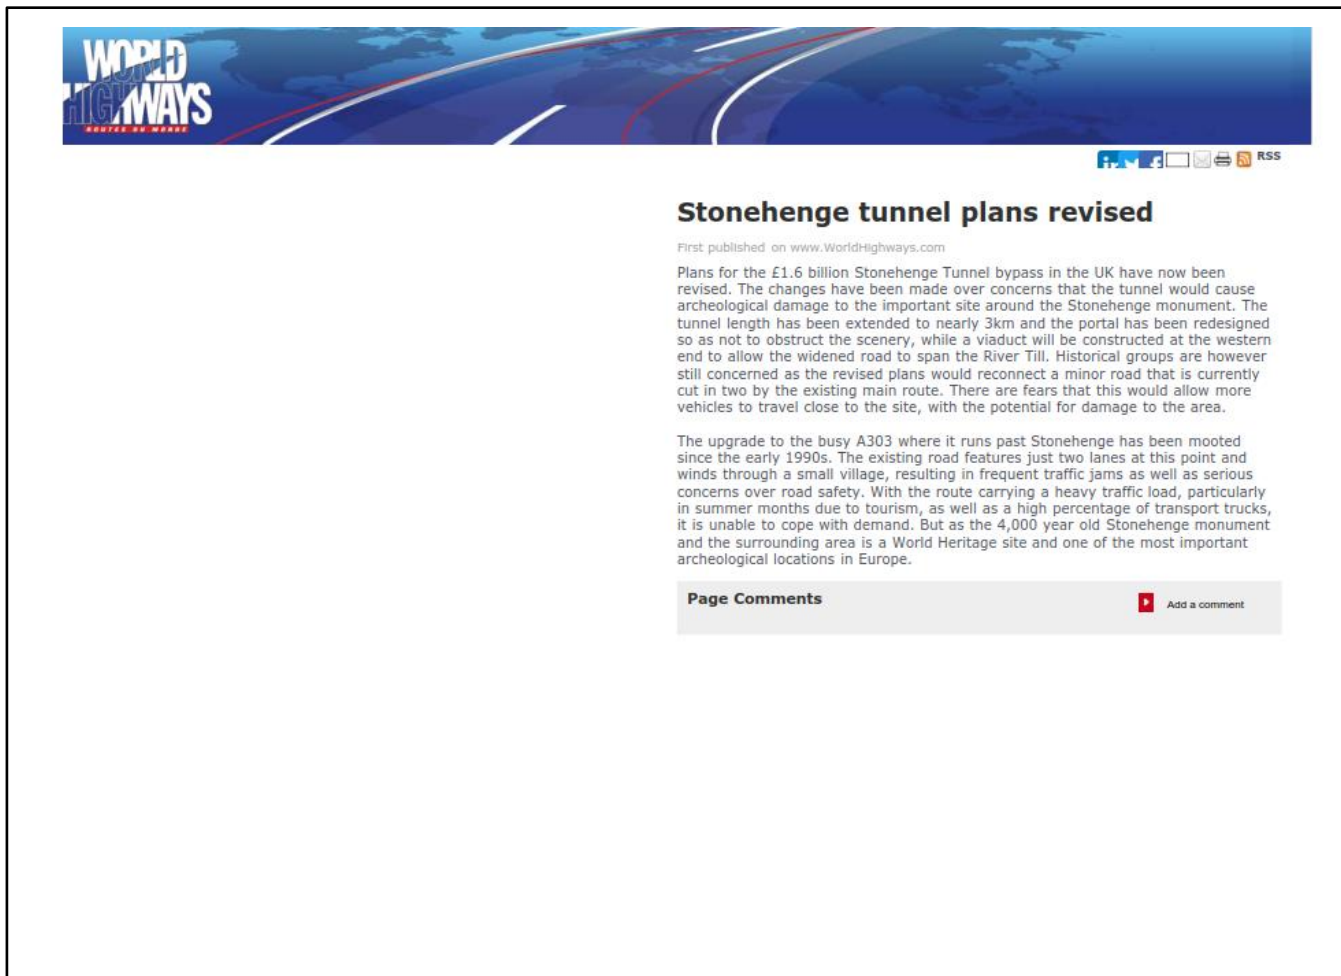 WORLD
HIGHWAYS
ROUTES DU MONDE
RSS
Stonehenge tunnel plans revised
First published on www.WorldHighways.com
Plans for the £1.6 billion Stonehenge Tunnel bypass in the UK have now been
revised. The changes have been made over concerns that the tunnel would cause
archeological damage to the important site around the Stonehenge monument. The
tunnel length has been extended to nearly 3km and the portal has been redesigned
so as not to obstruct the scenery, while a viaduct will be constructed at the western
end to allow the widened road to span the River Till. Historical groups are however
still concerned as the revised plans would reconnect a minor road that is currently
cut in two by the existing main route. There are fears that this would allow more
vehicles to travel close to the site, with the potential for damage to the area.
The upgrade to the busy A303 where it runs past Stonehenge has been mooted
since the early 1990s. The existing road features just two lanes at this point and
winds through a small village, resulting in frequent traffic jams as well as serious
concerns over road safety. With the route carrying a heavy traffic load, particularly
in summer months due to tourism, as well as a high percentage of transport trucks,
it is unable to cope with demand. But as the 4,000 year old Stonehenge monument
and the surrounding area is a World Heritage site and one of the most important
archeological locations in Europe.
Page Comments
Add a comment